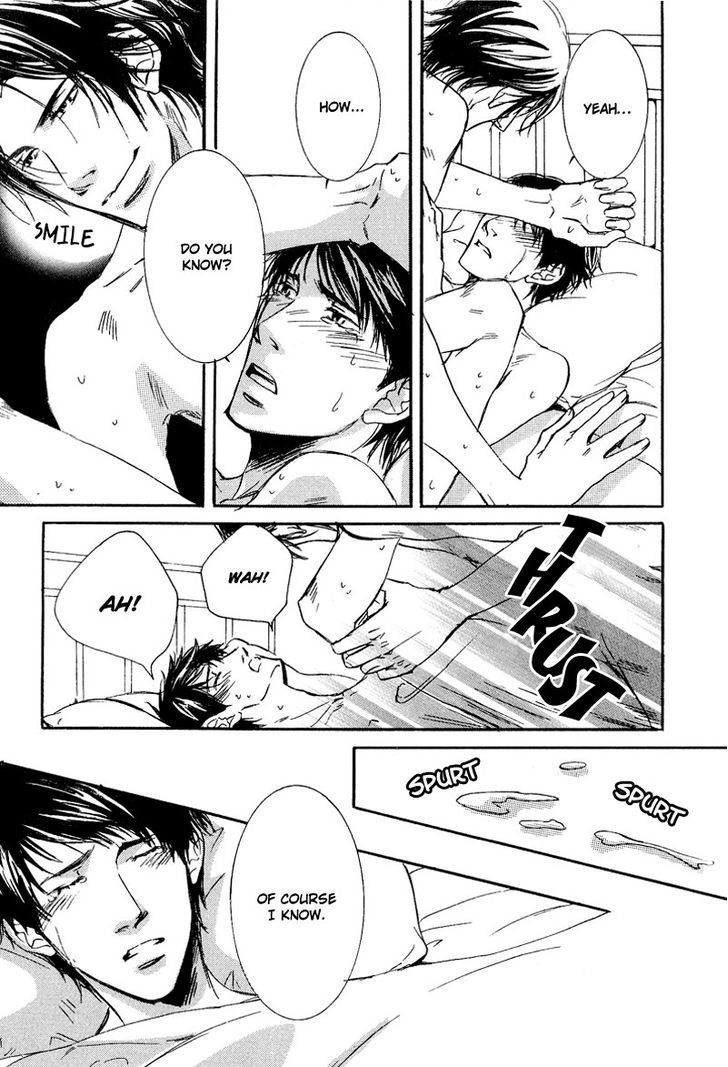 YEAH...
HOW...
DO YOU
KNOW?
SMILE
WAH!
AH!
THRUST
SPURT
SPURT
OF COURSE
I KNOW.